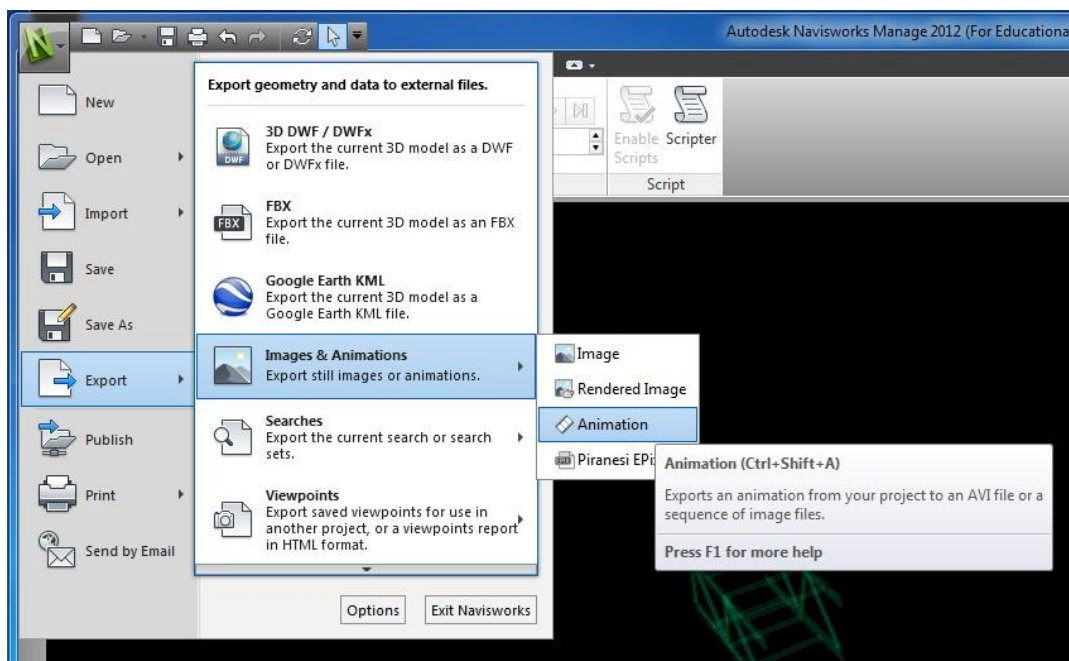 Autodesk Navisworks Manage 2012 (For Educationa
New
Open
Import
Save
Save As
Export
Publish
Print
Send by Email
Export geometry and data to external files.
3D DWF / DWFx
Export the current 3D model as a DWF
or DWFx file.
DWF
FBX
Export the current 3D model as an FBX
file.
FBX
Google Earth KML
Export the current 3D model as a
Google Earth KML file.
Images & Animations
Export still images or animations.
Searches
Export the current search or search
sets.
Viewpoints
Export saved viewpoints for use in
another project, or a viewpoints report
in HTML format.
Options
Exit Navisworks
Image
Rendered Image
Animation
Piranesi EPix
Animation (Ctrl+Shift+A)
Exports an animation from your project to an AVI file or a
sequence of image files.
Press F1 for more help
Enable
Scripts
Scripter
Script